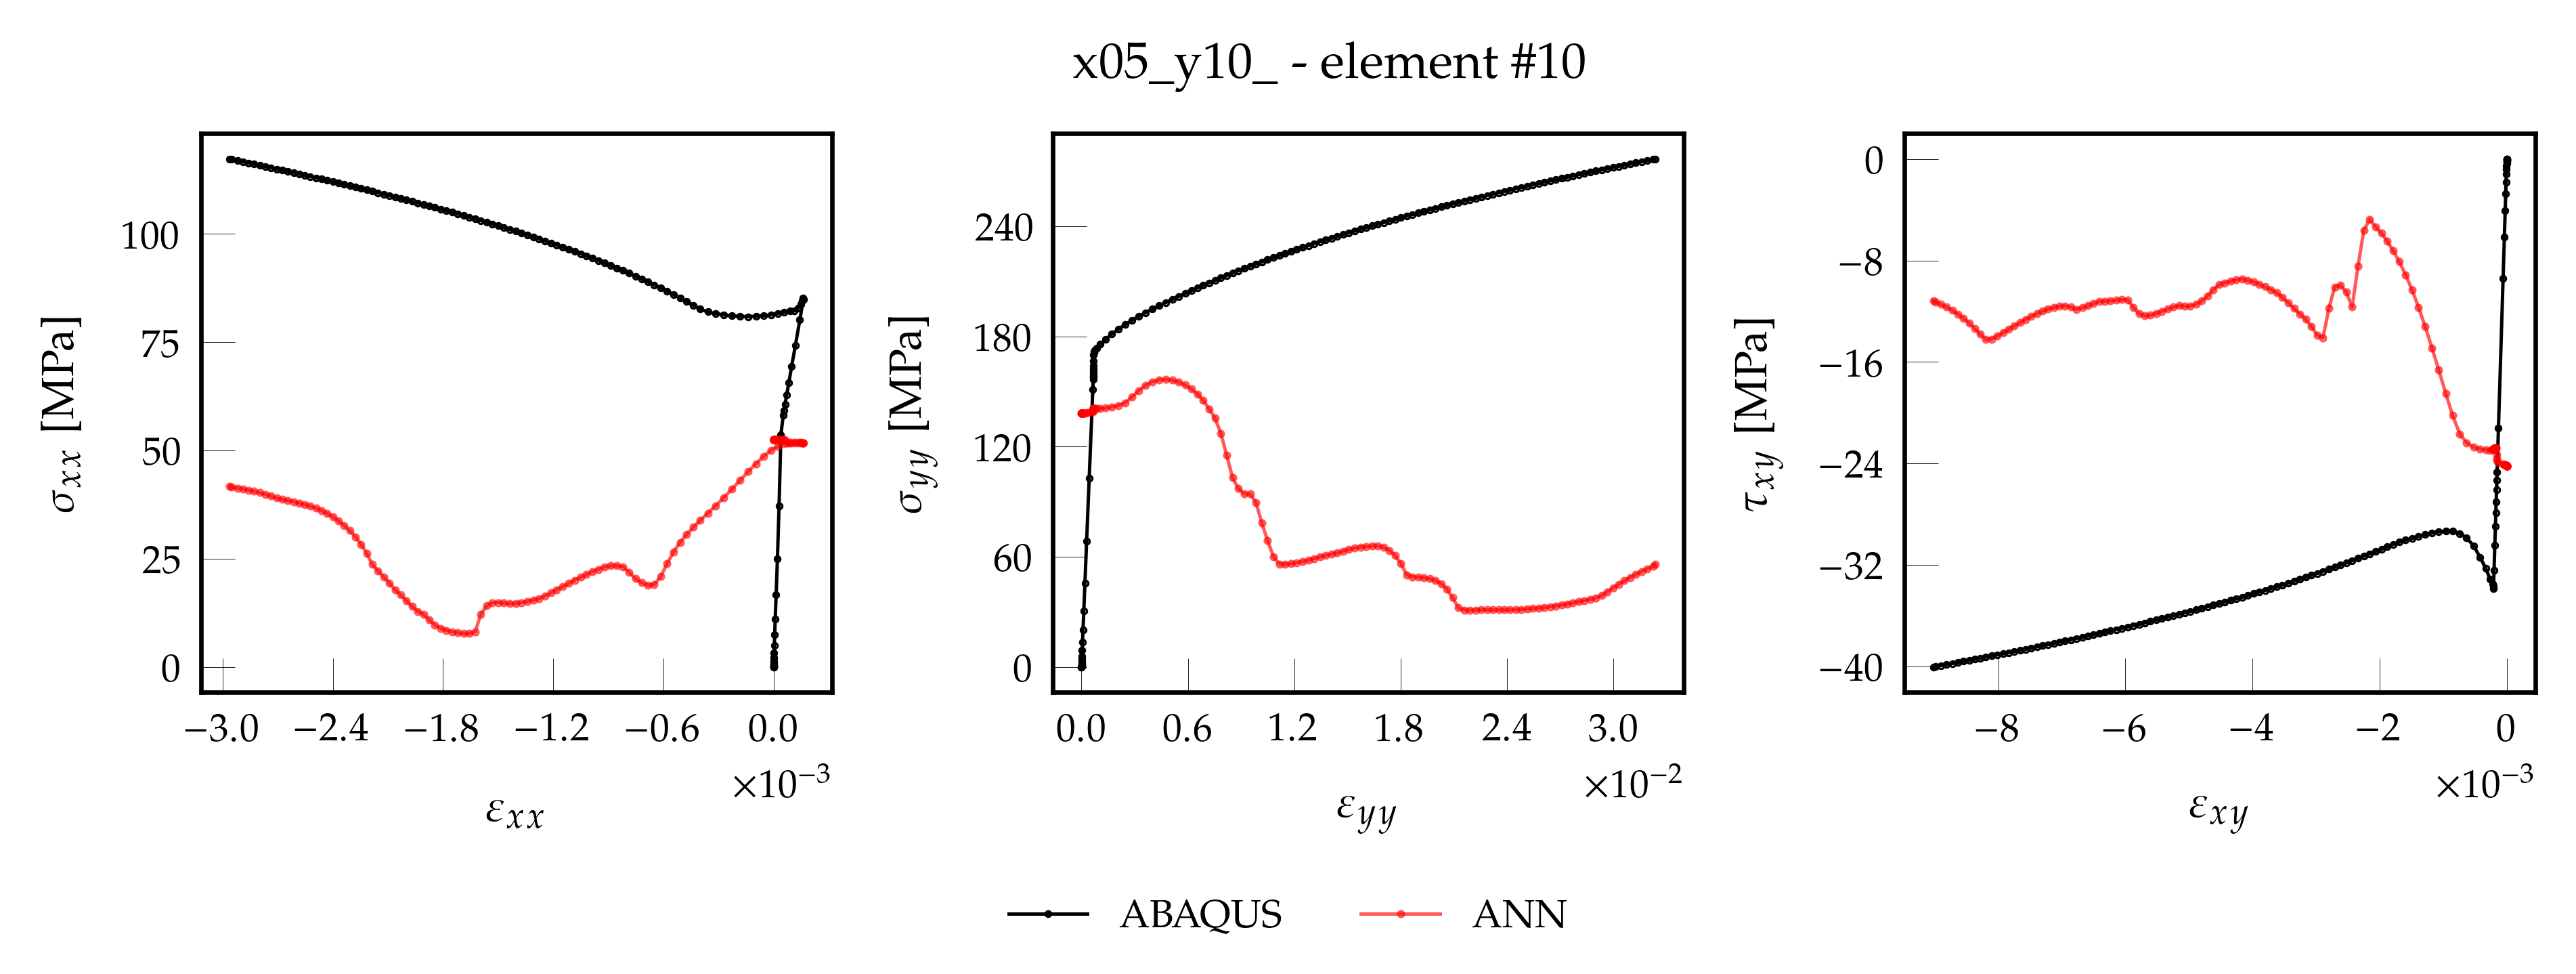 x05_y10_ - element #10
σxx [MPa]
100
75
50
25
0
−3.0 −2.4 −1.8 −1.2 −0.6 0.0
×10−3
εxx
σyy [MPa]
240
180
120
60
0
0.0 0.6 1.2 1.8 2.4 3.0
×10−2
εyy
τxy [MPa]
0
−8
−16
−24
−32
−40
−8 −6 −4 −2 0
×10−3
εxy
ABAQUS ANN